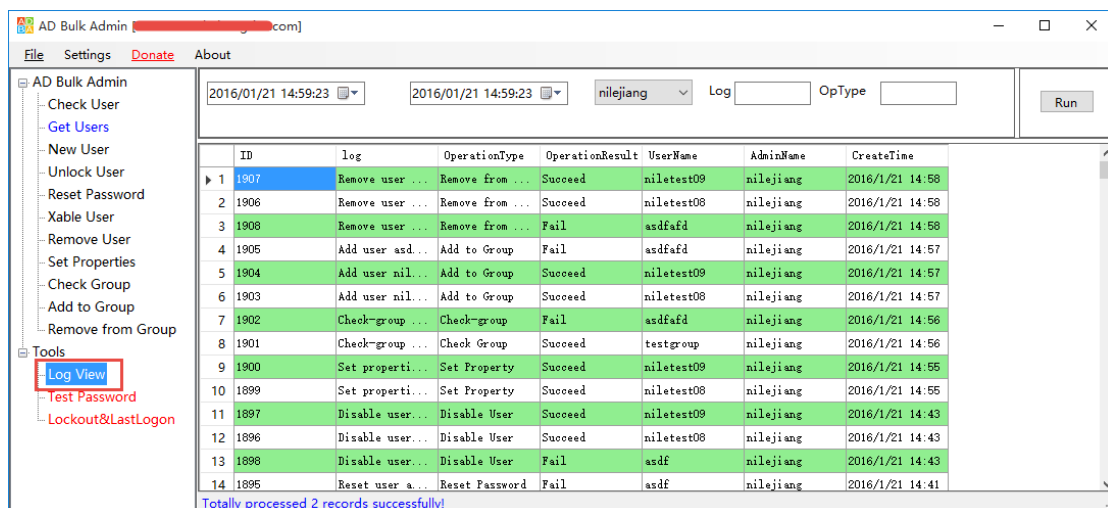 AD Bulk Admin [ com]
File Settings Donate About
AD Bulk Admin
Check User
Get Users
New User
Unlock User
Reset Password
Xable User
Remove User
Set Properties
Check Group
Add to Group
Remove from Group
Tools
Log View
Test Password
Lockout&LastLogon
2016/01/21 14:59:23 2016/01/21 14:59:23 nilejiang Log OpType Run
ID log OperationType OperationResult UserName AdminName CreateTime
1 1907 Remove user ... Remove from ... Succeed niletest09 nilejiang 2016/1/21 14:58
2 1906 Remove user ... Remove from ... Succeed niletest08 nilejiang 2016/1/21 14:58
3 1908 Remove user ... Remove from ... Fail asdfafd nilejiang 2016/1/21 14:58
4 1905 Add user asd... Add to Group Fail asdfafd nilejiang 2016/1/21 14:57
5 1904 Add user nil... Add to Group Succeed niletest09 nilejiang 2016/1/21 14:57
6 1903 Add user nil... Add to Group Succeed niletest08 nilejiang 2016/1/21 14:57
7 1902 Check-group ... Check-group Fail asdfafd nilejiang 2016/1/21 14:56
8 1901 Check-group ... Check Group Succeed testgroup nilejiang 2016/1/21 14:56
9 1900 Set properti... Set Property Succeed niletest09 nilejiang 2016/1/21 14:55
10 1899 Set properti... Set Property Succeed niletest08 nilejiang 2016/1/21 14:55
11 1897 Disable user... Disable User Succeed niletest09 nilejiang 2016/1/21 14:43
12 1896 Disable user... Disable User Succeed niletest08 nilejiang 2016/1/21 14:43
13 1898 Disable user... Disable User Fail asdf nilejiang 2016/1/21 14:43
14 1895 Reset user a... Reset Password Fail asdf nilejiang 2016/1/21 14:41
Totally processed 2 records successfully!